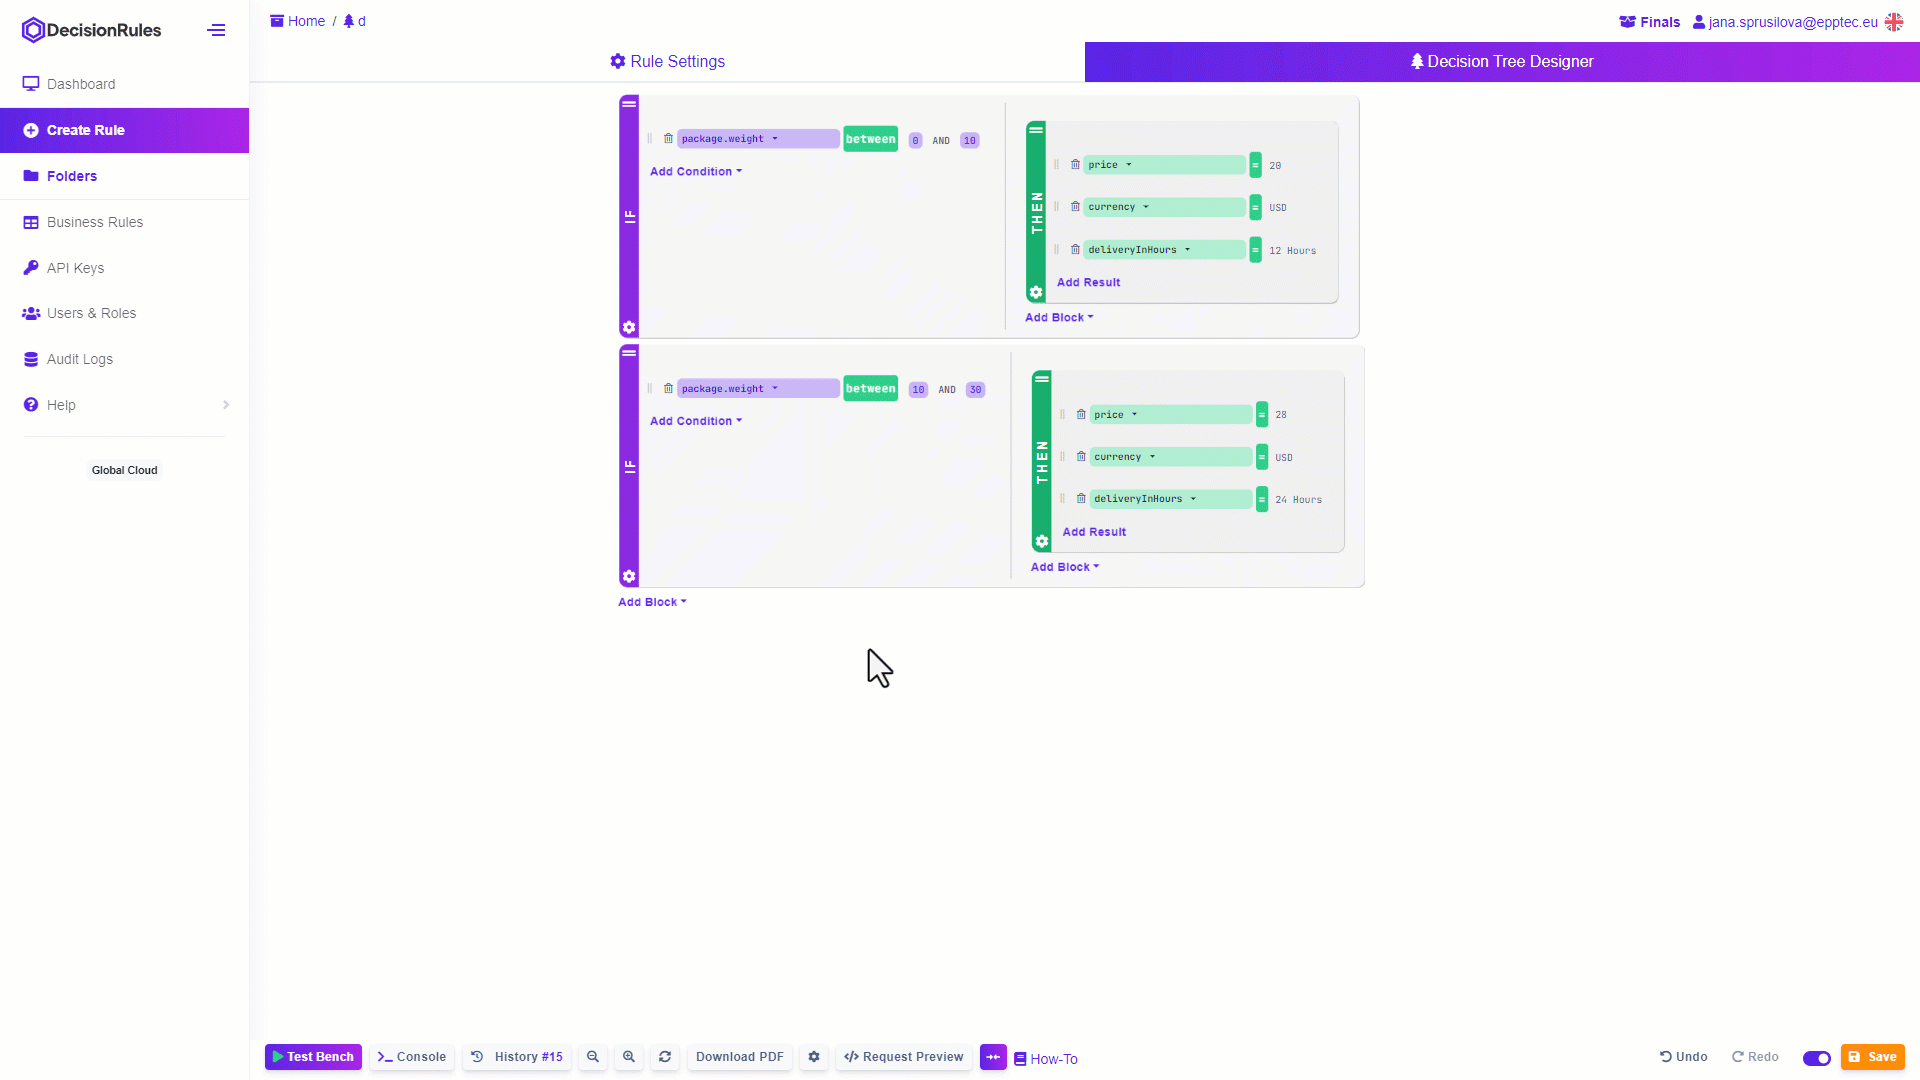 DecisionRules
Home / d
Finals jana.sprusilova@epptec.eu
Rule Settings
Decision Tree Designer
Dashboard
Create Rule
Folders
Business Rules
API Keys
Users & Roles
Audit Logs
Help
Global Cloud
IF
package.weight between 0 AND 10
Add Condition
THEN
price = 20
currency = USD
deliveryInHours = 12 Hours
Add Result
Add Block
IF
package.weight between 10 AND 30
Add Condition
THEN
price = 28
currency = USD
deliveryInHours = 24 Hours
Add Result
Add Block
Add Block
Test Bench Console History #15 Download PDF Request Preview How-To Undo Redo Save